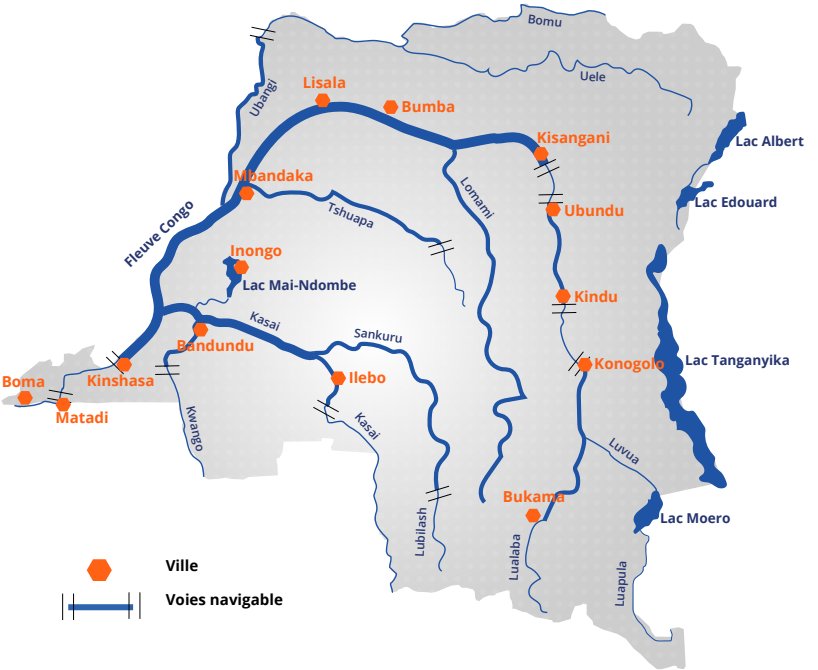 Bomu
Uele
Ubangi
Lisala
Bumba
Kisangani
Lac Albert
Mbandaka
Lomami
Lac Edouard
Tshuapa
Ubundu
Fleuve Congo
Inongo
Lac Mai-Ndombe
Kindu
Kasai
Sankuru
Bandundu
Lac Tanganyika
Konogolo
Boma
Kinshasa
Ilebo
Matadi
Kwango
Kasai
Luvua
Bukama
Lac Moero
Lubilash
Lualaba
Luapula
Ville
Voies navigable